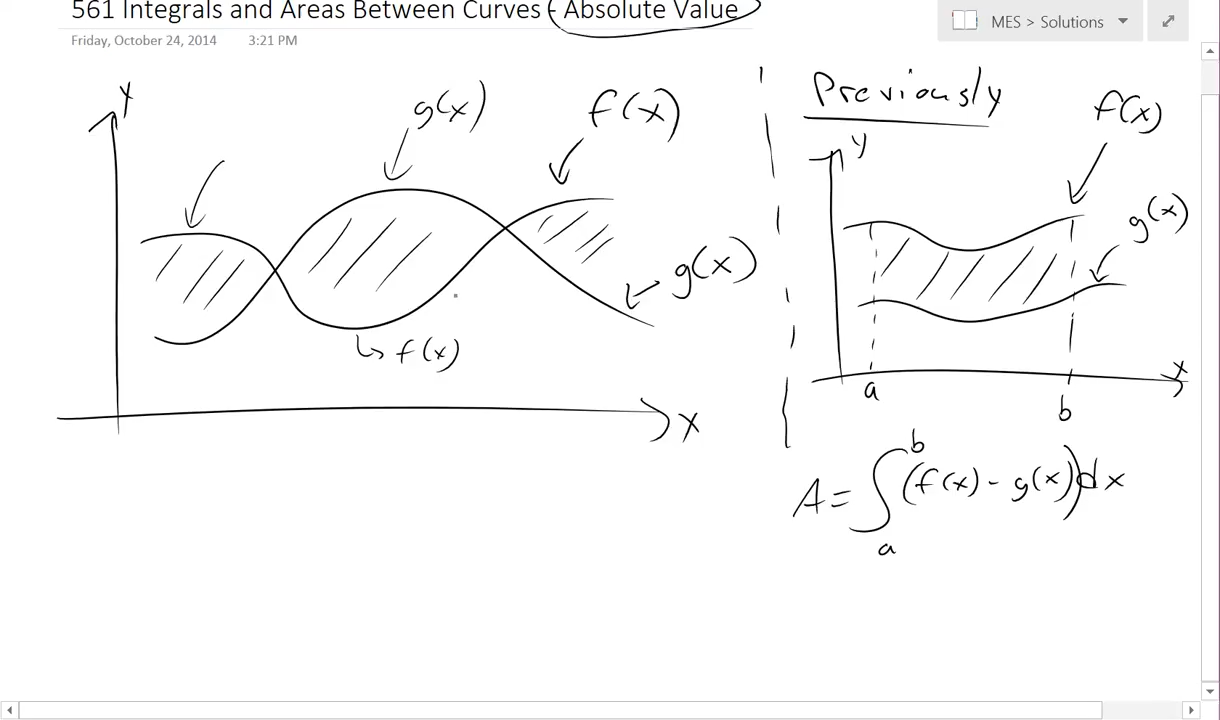 561 Integrals and Areas Between Curves - Absolute Value
Friday, October 24, 2014 3:21 PM
MES > Solutions
y
g(x)
f(x)
g(x)
f(x)
x
Previously
y
f(x)
g(x)
x
a
b
A = ∫_a^b (f(x) - g(x))dx